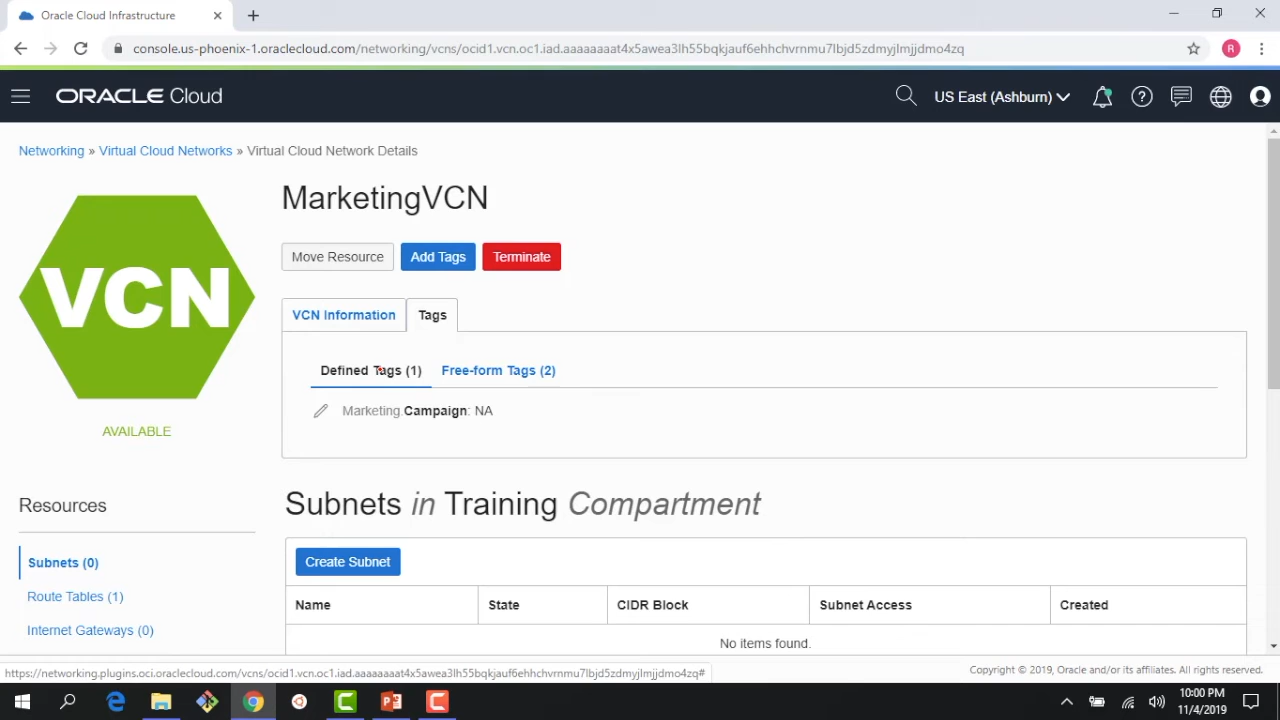 Oracle Cloud Infrastructure
console.us-phoenix-1.oraclecloud.com/networking/vcns/ocid1.vcn.oc1.iad.aaaaaaaat4x5awea3lh55bqkjauf6ehhchvrnmu7lbjd5zdmyjlmjjdmo4zq
R
ORACLE Cloud
US East (Ashburn)
Networking » Virtual Cloud Networks » Virtual Cloud Network Details
VCN
AVAILABLE
MarketingVCN
Move Resource
Add Tags
Terminate
VCN Information
Tags
Defined Tags (1)
Free-form Tags (2)
Marketing.Campaign: NA
Resources
Subnets (0)
Route Tables (1)
Internet Gateways (0)
Subnets in Training Compartment
Create Subnet
Name State CIDR Block Subnet Access Created
No items found.
https://networking.plugins.oci.oraclecloud.com/vcns/ocid1.vcn.oc1.iad.aaaaaaaat4x5awea3lh55bqkjauf6ehhchvrnmu7lbjd5zdmyjlmjjdmo4zq#
Copyright © 2019, Oracle and/or its affiliates. All rights reserved.
10:00 PM
11/4/2019